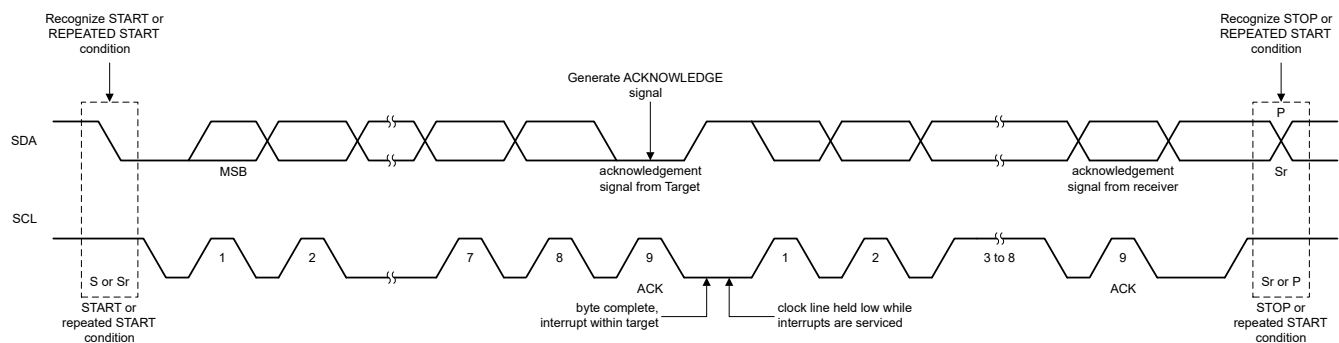 Recognize START or
REPEATED START
condition
Recognize STOP or
REPEATED START
condition
Generate ACKNOWLEDGE
signal
P
SDA
MSB
acknowledgement
signal from Target
acknowledgement
signal from receiver
Sr
SCL
1
2
7
8
9
1
2
3 to 8
9
S or Sr
ACK
ACK
Sr or P
START or
repeated START
condition
byte complete,
interrupt within target
clock line held low while
interrupts are serviced
STOP or
repeated START
condition